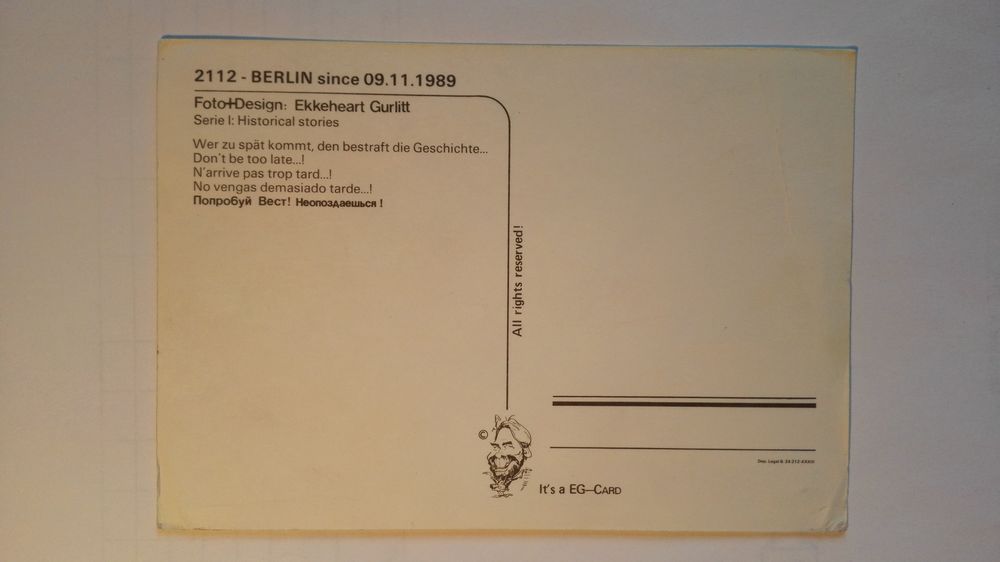 2112 - BERLIN since 09.11.1989
Foto+Design: Ekkeheart Gurlitt
Serie I: Historical stories
Wer zu spät kommt, den bestraft die Geschichte...
Don't be too late...!
N'arrive pas trop tard...!
No vengas demasiado tarde...!
Попробуй Вест! Неопоздаешься !
All rights reserved!
©
It's a EG-CARD